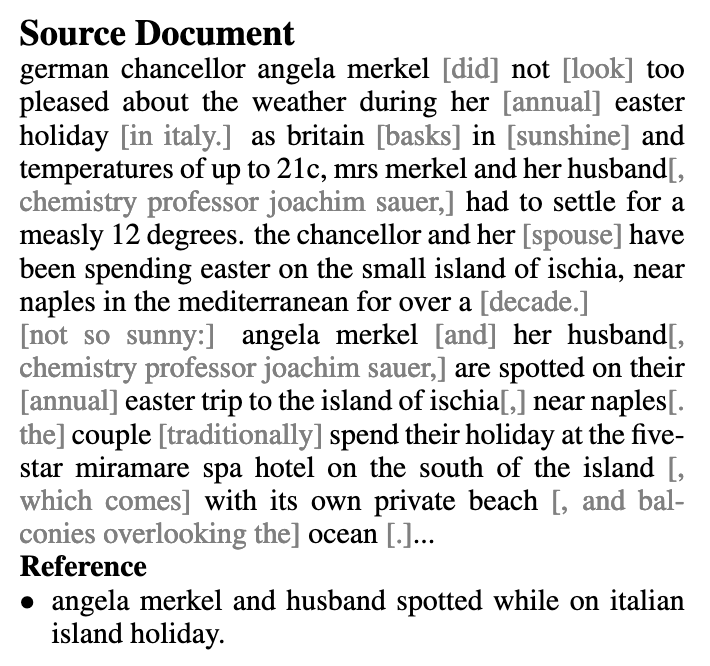 Source Document
german chancellor angela merkel [did] not [look] too
pleased about the weather during her [annual] easter
holiday [in italy.] as britain [basks] in [sunshine] and
temperatures of up to 21c, mrs merkel and her husband[,
chemistry professor joachim sauer,] had to settle for a
measly 12 degrees. the chancellor and her [spouse] have
been spending easter on the small island of ischia, near
naples in the mediterranean for over a [decade.]
[not so sunny:] angela merkel [and] her husband[,
chemistry professor joachim sauer,] are spotted on their
[annual] easter trip to the island of ischia[,] near naples[.
the] couple [traditionally] spend their holiday at the five-
star miramare spa hotel on the south of the island [,
which comes] with its own private beach [, and bal-
conies overlooking the] ocean [.]...
Reference
● angela merkel and husband spotted while on italian
island holiday.